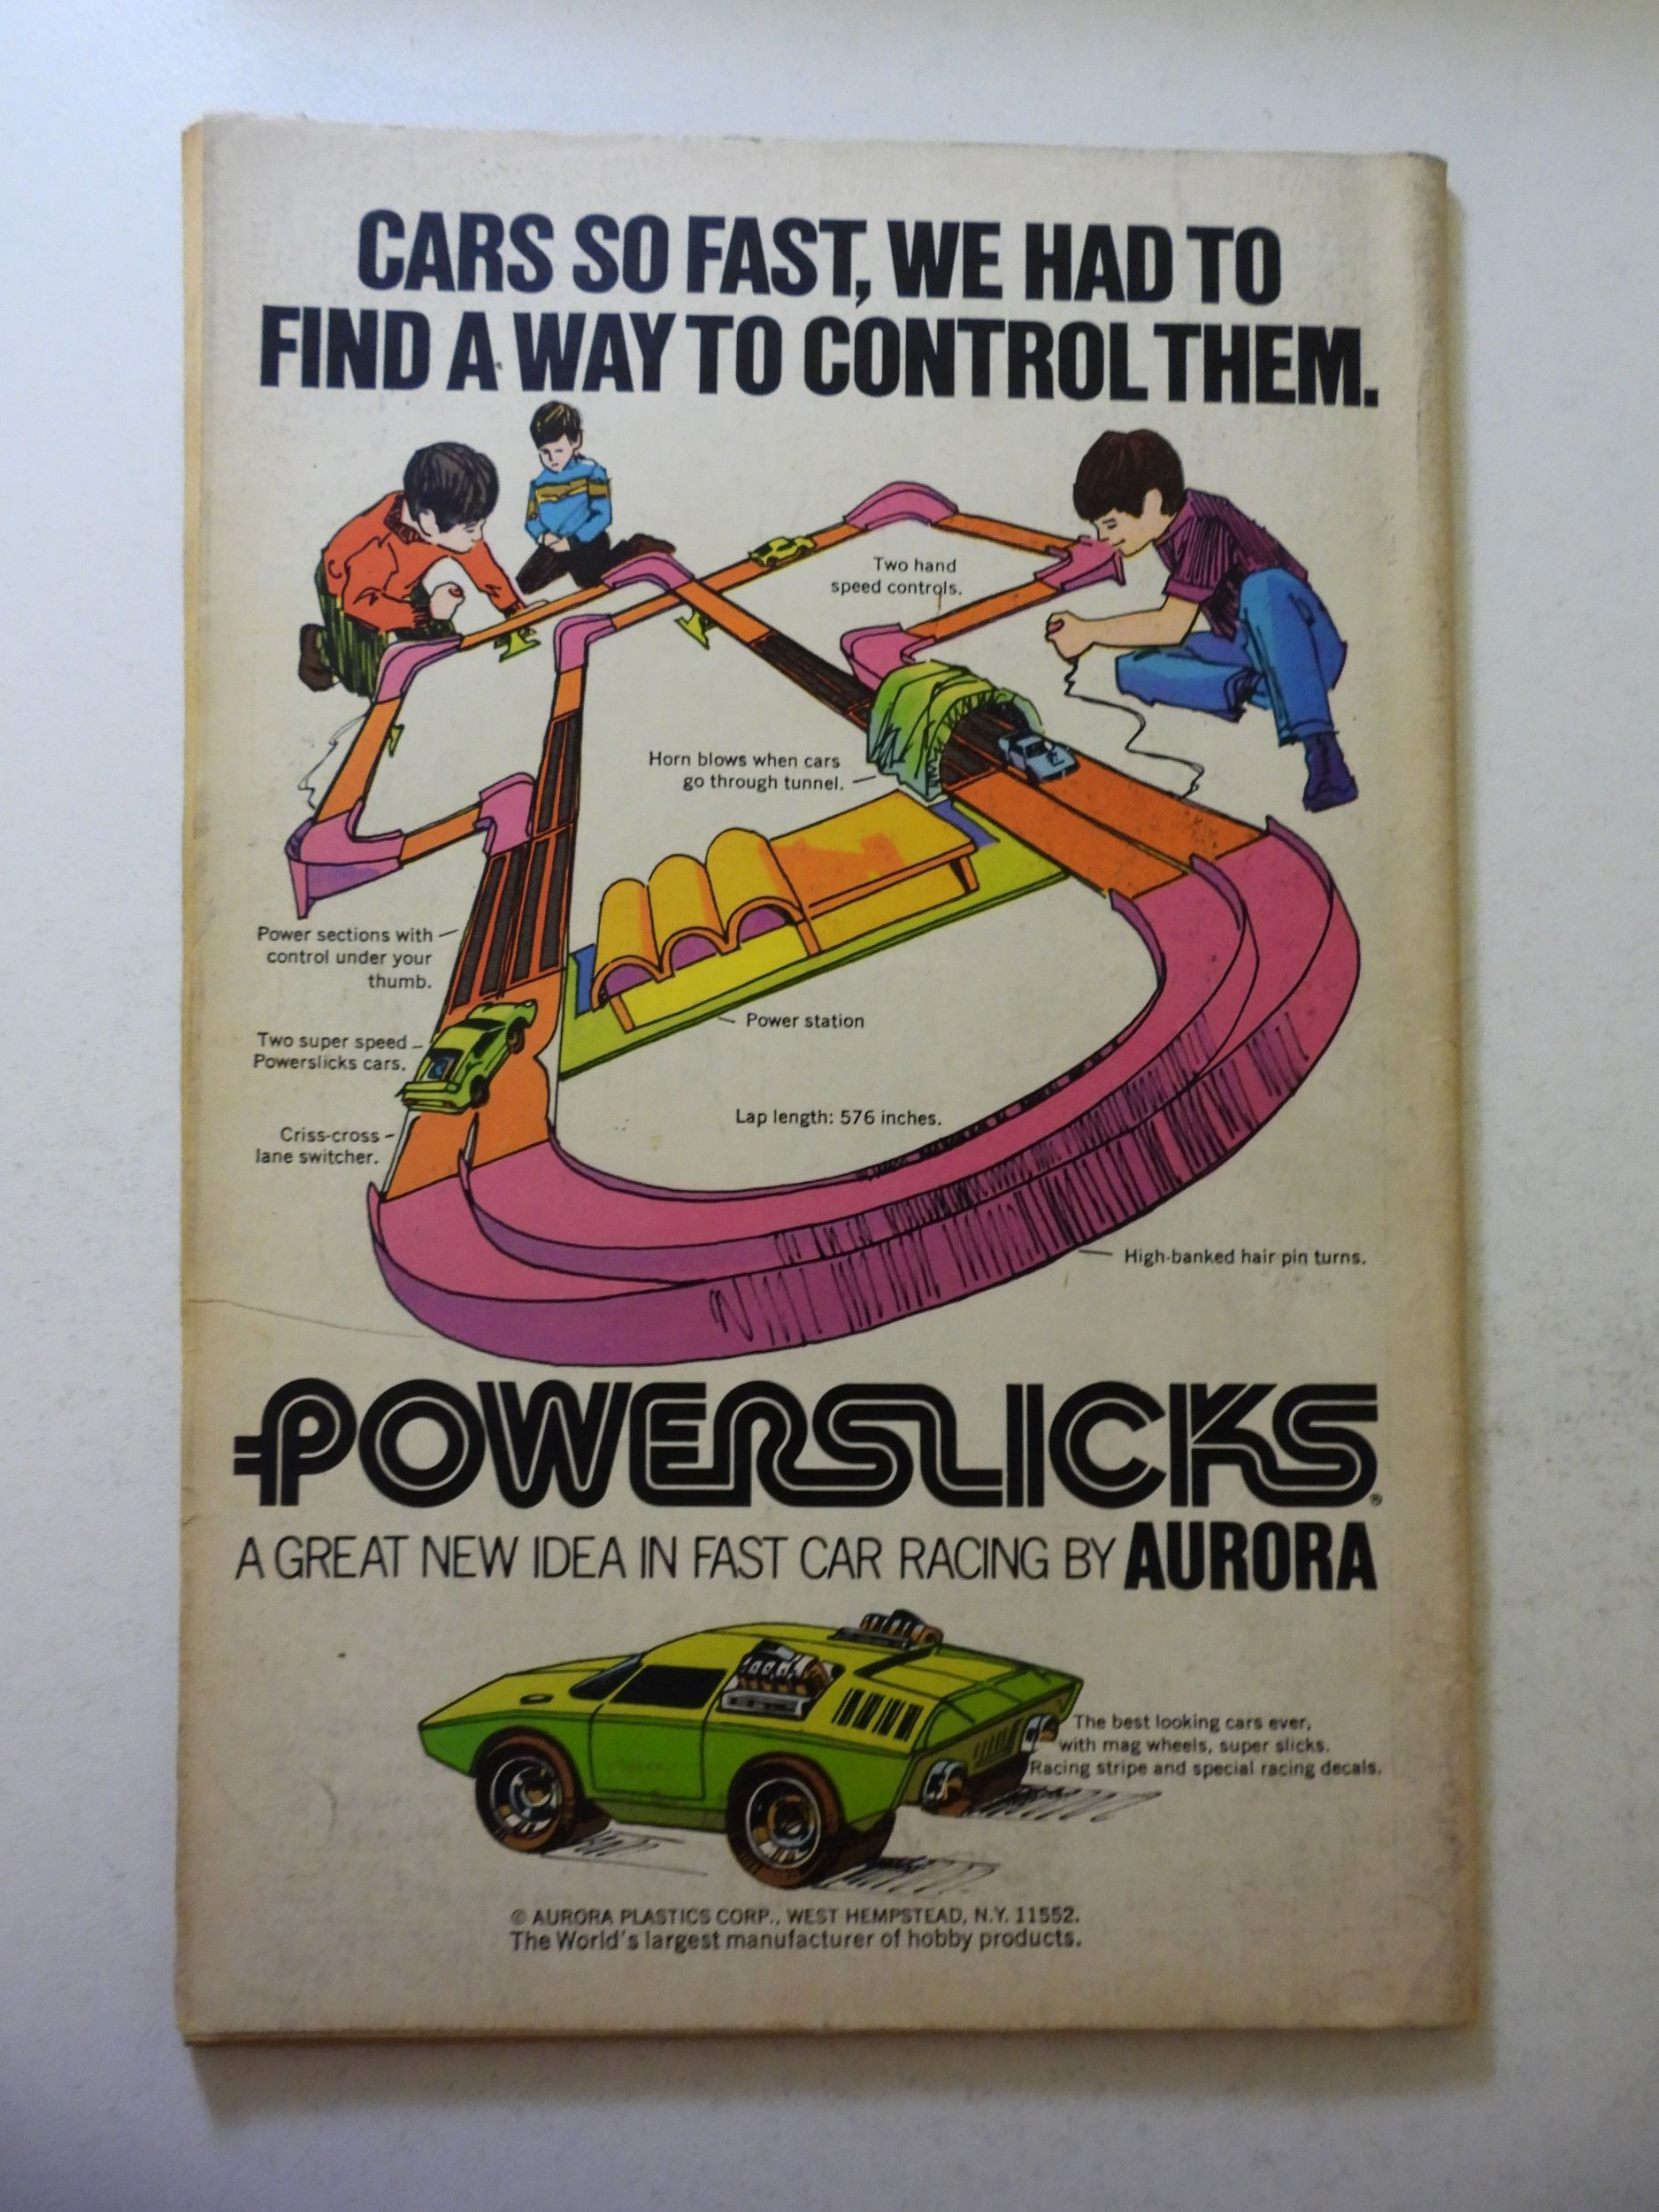 CARS SO FAST, WE HAD TO
FIND A WAY TO CONTROL THEM.
Two hand
speed controls.
Horn blows when cars
go through tunnel.
Power sections with
control under your
thumb.
Power station
Two super speed
Powerslicks cars.
Lap length: 576 inches.
Criss-cross
lane switcher.
High-banked hair pin turns.
POWERSLICKS®
A GREAT NEW IDEA IN FAST CAR RACING BY AURORA
The best looking cars ever,
with mag wheels, super slicks.
Racing stripe and special racing decals.
© AURORA PLASTICS CORP., WEST HEMPSTEAD, N.Y. 11552.
The World's largest manufacturer of hobby products.